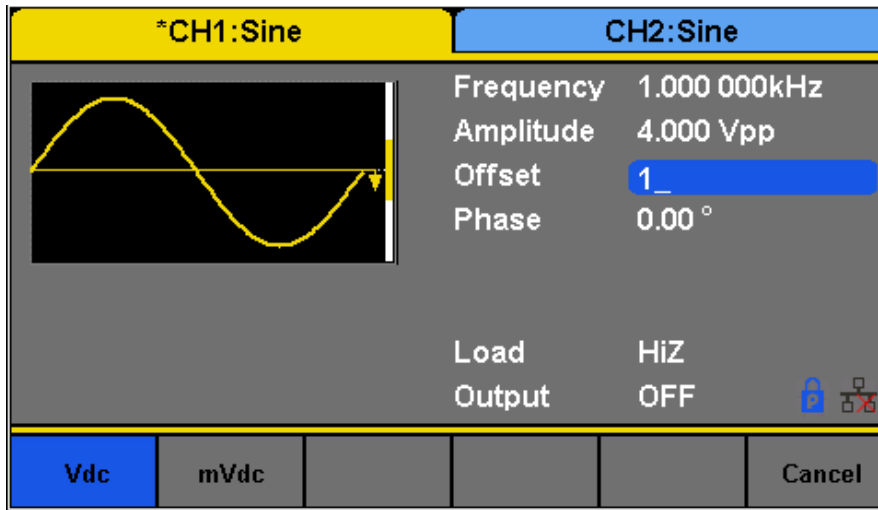 *CH1:Sine
CH2:Sine
Frequency 1.000 000kHz
Amplitude 4.000 Vpp
Offset 1_
Phase 0.00 °
Load HiZ
Output OFF
P
Vdc mVdc Cancel